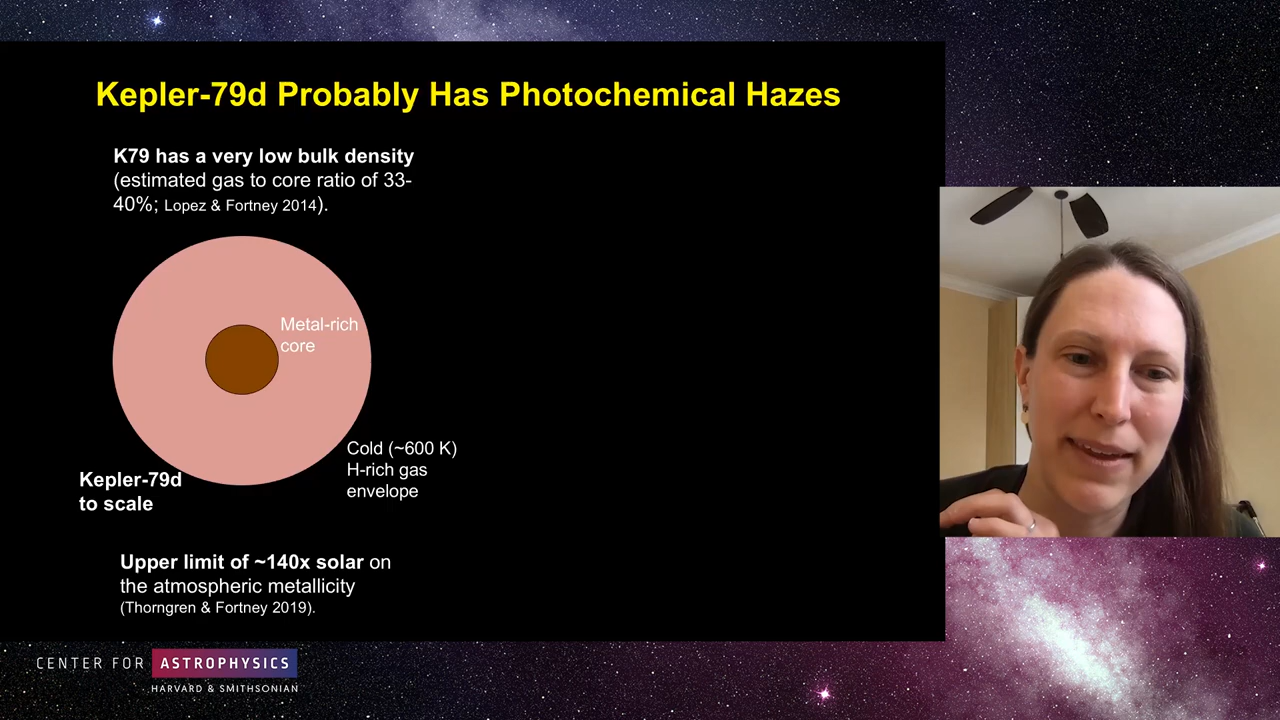 Kepler-79d Probably Has Photochemical Hazes
K79 has a very low bulk density
(estimated gas to core ratio of 33-
40%; Lopez & Fortney 2014).
Metal-rich
core
Cold (~600 K)
H-rich gas
envelope
Kepler-79d
to scale
Upper limit of ~140x solar on
the atmospheric metallicity
(Thorngren & Fortney 2019).
CENTER FOR ASTROPHYSICS
HARVARD & SMITHSONIAN